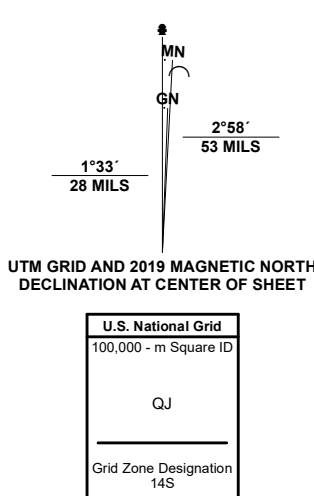 MN
GN
2°58´
53 MILS
1°33´
28 MILS
UTM GRID AND 2019 MAGNETIC NORTH
DECLINATION AT CENTER OF SHEET
U.S. National Grid
100,000 - m Square ID
QJ
Grid Zone Designation
14S